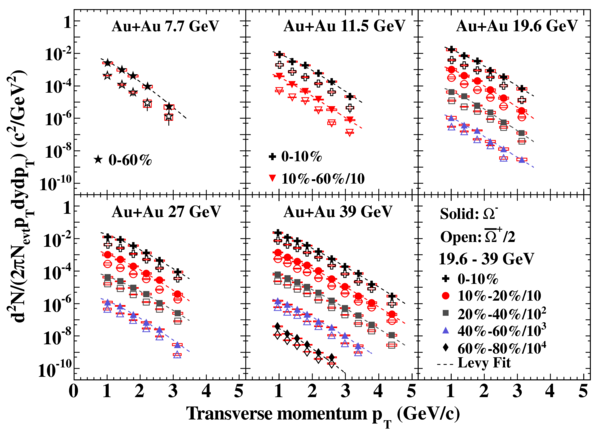 Au+Au 7.7 GeV
Au+Au 11.5 GeV
Au+Au 19.6 GeV
1
10⁻²
10⁻⁴
10⁻⁶
10⁻⁸
10⁻¹⁰
★ 0-60%
✚ 0-10%
▼ 10%-60%/10
d²N/(2πN_evt p_T dydp_T) (c²/GeV²)
Au+Au 27 GeV
Au+Au 39 GeV
1
10⁻²
10⁻⁴
10⁻⁶
10⁻⁸
10⁻¹⁰
Solid: Ω⁻
Open: Ω̅⁺/2
19.6 - 39 GeV
✚ 0-10%
● 10%-20%/10
■ 20%-40%/10²
▲ 40%-60%/10³
♦ 60%-80%/10⁴
--- Levy Fit
0 1 2 3 4 5 1 2 3 4 5 1 2 3 4 5
Transverse momentum p_T (GeV/c)